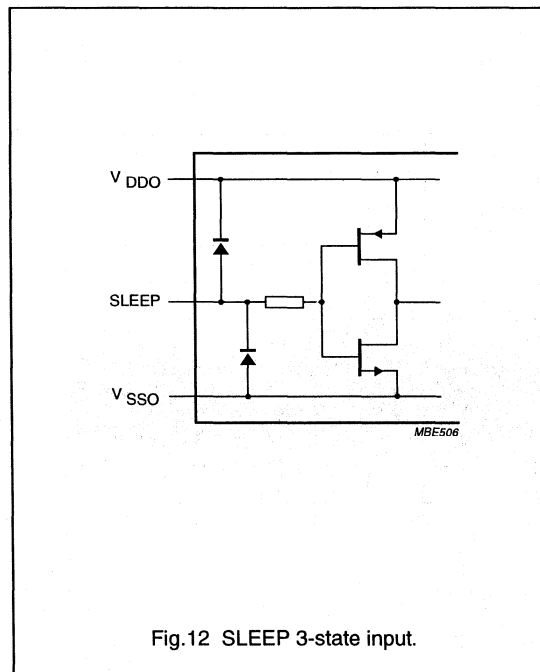 V DDO
SLEEP
V SSO
MBE506
Fig.12 SLEEP 3-state input.